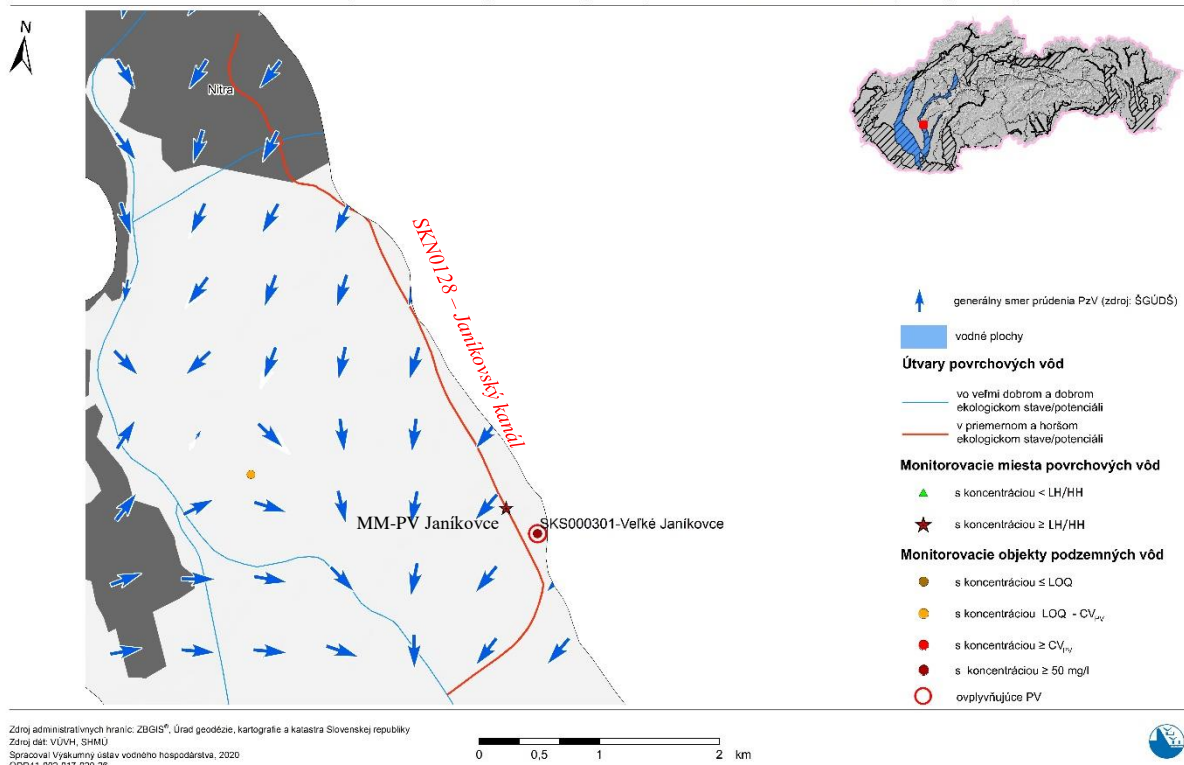 N
Nitra
SKN0128 – Janíkovský kanál
MM-PV Janíkovce
SKS000301-Veľké Janíkovce
generálny smer prúdenia PzV (zdroj: ŠGÚDŠ)
vodné plochy
Útvary povrchových vôd
vo veľmi dobrom a dobrom
ekologickom stave/potenciáli
v priemernom a horšom
ekologickom stave/potenciáli
Monitorovacie miesta povrchových vôd
s koncentráciou < LH/HH
s koncentráciou ≥ LH/HH
Monitorovacie objekty podzemných vôd
s koncentráciou ≤ LOQ
s koncentráciou LOQ - CVPV
s koncentráciou ≥ CVPV
s koncentráciou ≥ 50 mg/l
ovplyvňujúce PV
Zdroj administratívnych hraníc: ZBGIS®, Úrad geodézie, kartografie a katastra Slovenskej republiky
Zdroj dát: VÚVH, SHMÚ
Spracoval Výskumný ústav vodného hospodárstva, 2020
0 0,5 1 2 km